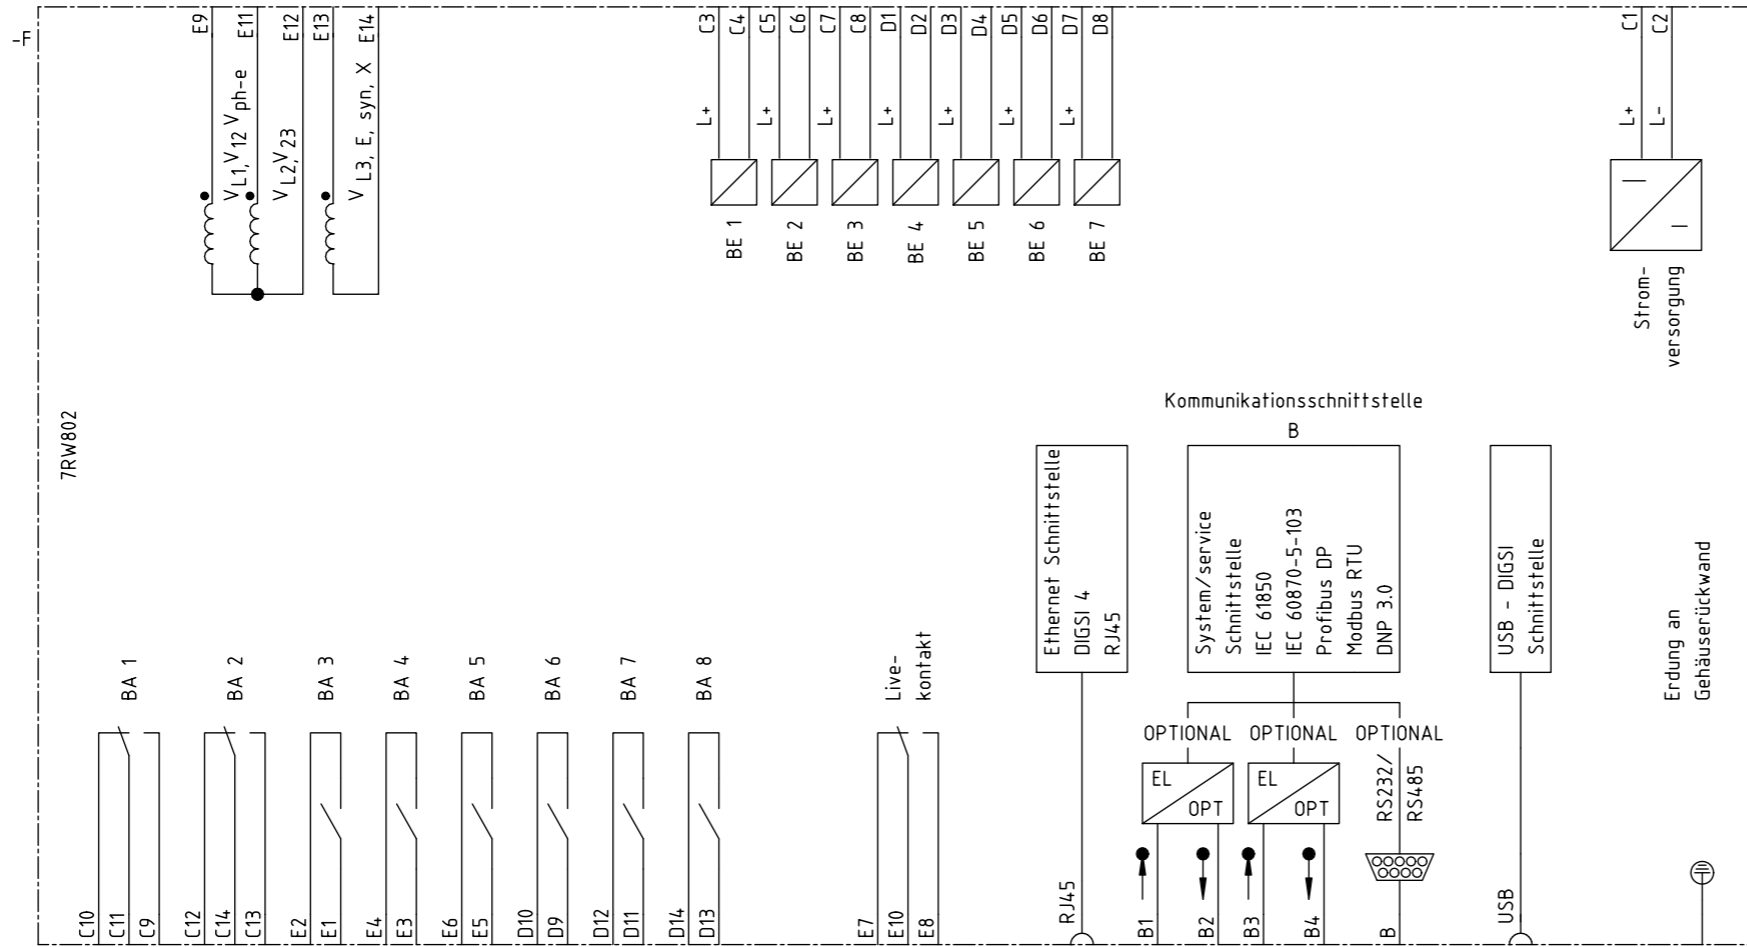 -F
E9
E11
E12
E13
E14
V L1,V12 Vph-e
V L2,V23
V L3, E, syn, X
C3
C4
C5
C6
C7
C8
D1
D2
D3
D4
D5
D6
D7
D8
L+
L+
L+
L+
L+
L+
L+
BE 1
BE 2
BE 3
BE 4
BE 5
BE 6
BE 7
C1
C2
L+
L-
Strom-
versorgung
7RW802
Kommunikationsschnittstelle
B
Ethernet Schnittstelle
DIGSI 4
RJ45
System/service
Schnittstelle
IEC 61850
IEC 60870-5-103
Profibus DP
Modbus RTU
DNP 3.0
USB - DIGSI
Schnittstelle
Erdung an
Gehäuserückwand
BA 1
BA 2
BA 3
BA 4
BA 5
BA 6
BA 7
BA 8
Live-
kontakt
OPTIONAL
OPTIONAL
OPTIONAL
EL
OPT
EL
OPT
RS232/
RS485
C10
C11
C9
C12
C14
C13
E2
E1
E4
E3
E6
E5
D10
D9
D12
D11
D14
D13
E7
E10
E8
RJ45
B1
B2
B3
B4
B
USB